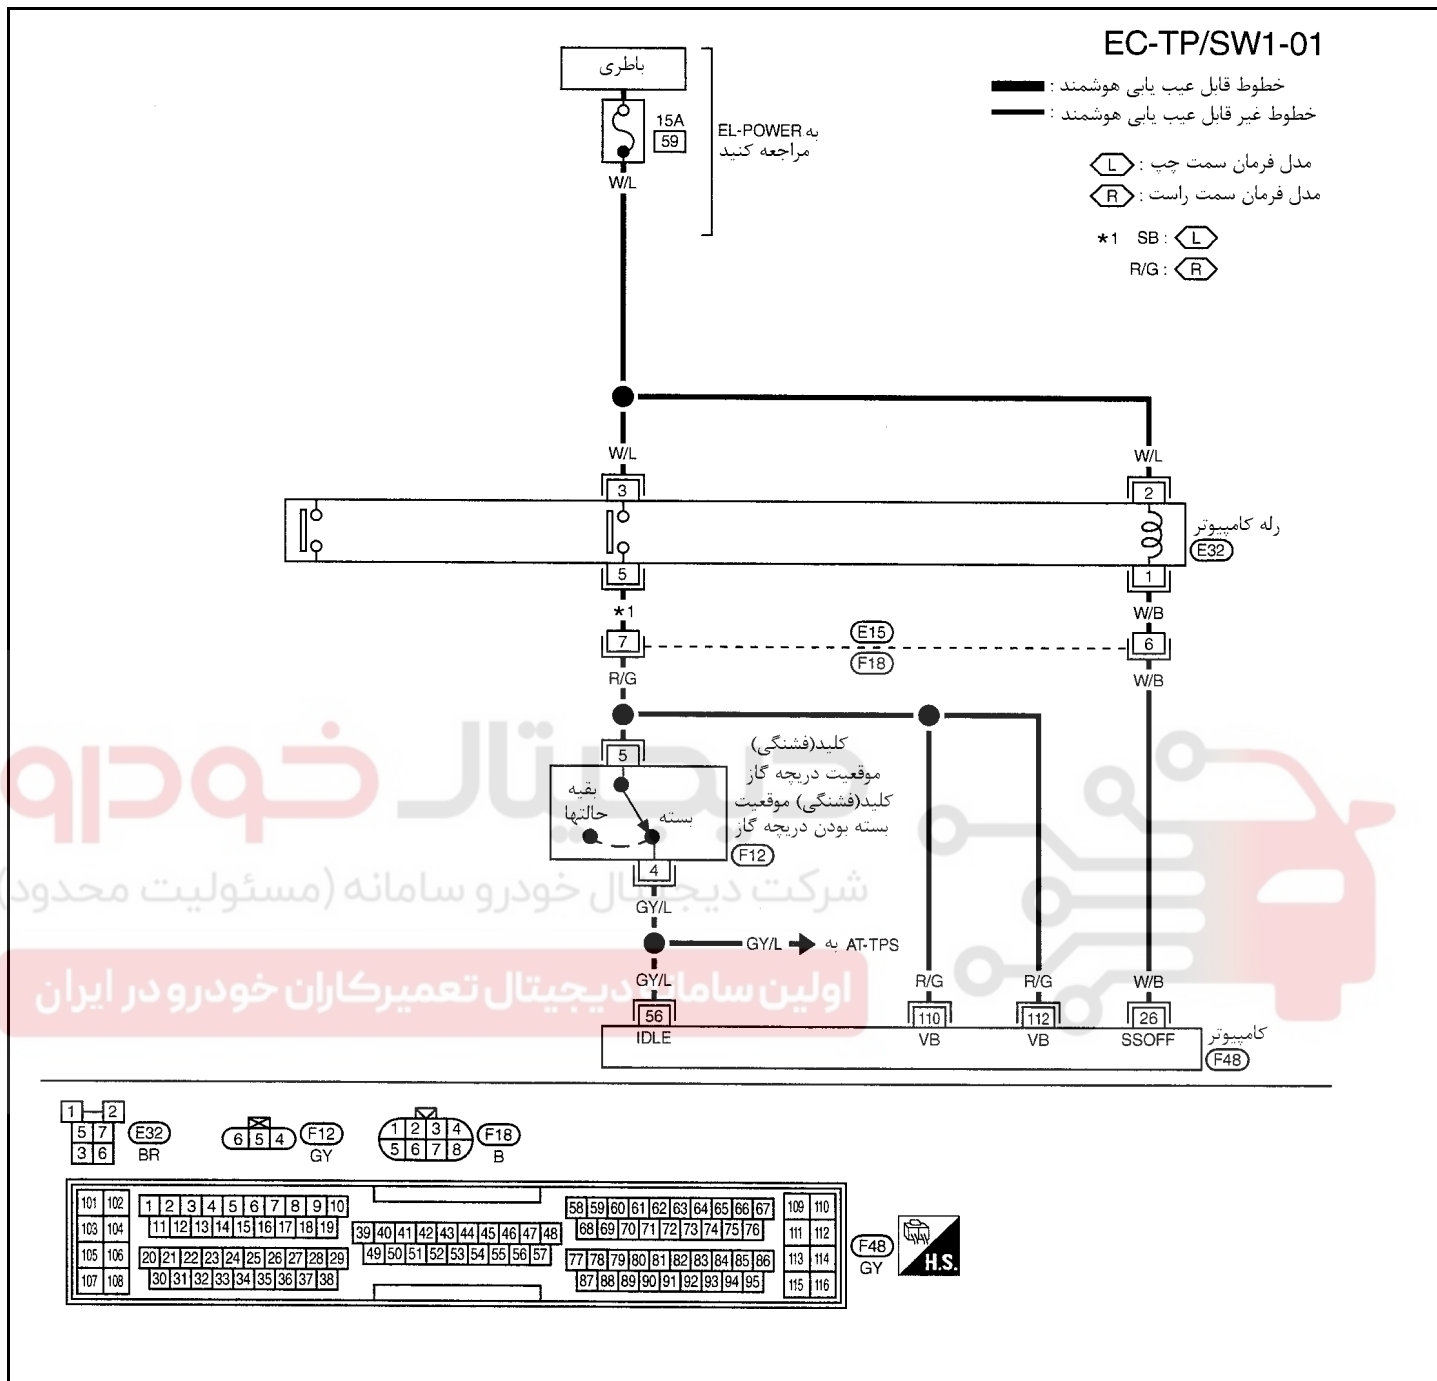 EC-TP/SW1-01
خطوط قابل عیب یابی هوشمند :
خطوط غیر قابل عیب یابی هوشمند :
مدل فرمان سمت چپ : L
مدل فرمان سمت راست : R
*1 SB : L
R/G : R
باطری
15A
59
به EL-POWER
مراجعه کنید
W/L
W/L
W/L
3
2
رله کامپیوتر
E32
5
1
*1
W/B
7
E15
6
F18
R/G
W/B
5
کلید(فشنگی)
موقعیت دریچه گاز
کلید(فشنگی) موقعیت
بسته بودن دریچه گاز
F12
بقیه
حالتها
بسته
4
GY/L
GY/L
به AT-TPS
GY/L
R/G
R/G
W/B
56
110
112
26
IDLE
VB
VB
SSOFF
کامپیوتر
F48
دیجیتال خودرو
شرکت دیجیتال خودرو سامانه (مسئولیت محدود)
اولین سامانه دیجیتال تعمیرکاران خودرو در ایران
1 2
5 7
3 6
E32
BR
6 5 4
F12
GY
1 2 3 4
5 6 7 8
F18
B
101 102
103 104
105 106
107 108
1 2 3 4 5 6 7 8 9 10
11 12 13 14 15 16 17 18 19
20 21 22 23 24 25 26 27 28 29
30 31 32 33 34 35 36 37 38
39 40 41 42 43 44 45 46 47 48
49 50 51 52 53 54 55 56 57
58 59 60 61 62 63 64 65 66 67
68 69 70 71 72 73 74 75 76
77 78 79 80 81 82 83 84 85 86
87 88 89 90 91 92 93 94 95
109 110
111 112
113 114
115 116
F48
GY
H.S.